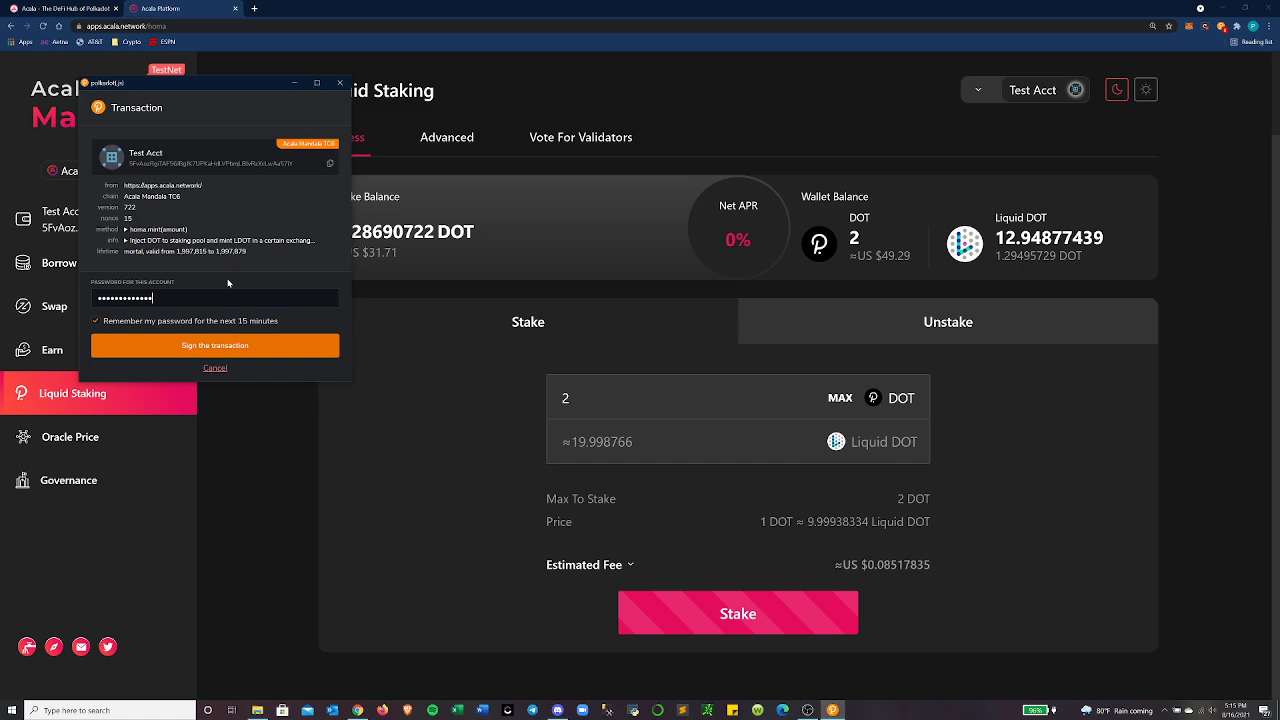 Acala - The DeFi Hub of Polkadot
Acala Platform
apps.acala.network/homa
Apps
Aetna
AT&T
Crypto
ESPN
Reading list
TestNet
Aca
Ma
Aca
Test Acc
5FvAoz.
Borrow
Swap
Earn
Liquid Staking
Oracle Price
Governance
polkadot{.js}
Transaction
Acala Mandala TC6
Test Acct
from https://apps.acala.network/
chain Acala Mandala TC6
version 722
nonce 15
method homa.mint(amount)
info Inject DOT to staking pool and mint LDOT in a certain exchang...
lifetime mortal, valid from 1,997,815 to 1,997,879
PASSWORD FOR THIS ACCOUNT
•••••••••••••
Remember my password for the next 15 minutes
Sign the transaction
Cancel
id Staking
Test Acct
ess
Advanced
Vote For Validators
ke Balance
28690722 DOT
S $31.71
Net APR
0%
Wallet Balance
DOT
2
≈US $49.29
Liquid DOT
12.94877439
1.29495729 DOT
Stake
Unstake
2
MAX
DOT
≈19.998766
Liquid DOT
Max To Stake
2 DOT
Price
1 DOT ≈ 9.99938334 Liquid DOT
Estimated Fee
≈US $0.08517835
Stake
Type here to search
96%
80°F Rain coming
5:15 PM
8/16/2021